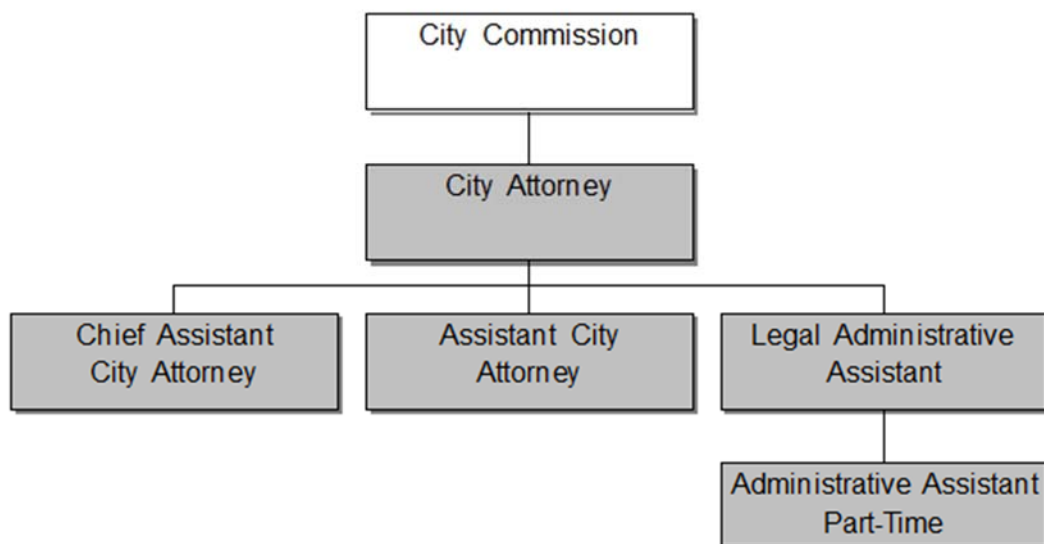 City Commission
City Attorney
Chief Assistant
City Attorney
Assistant City
Attorney
Legal Administrative
Assistant
Administrative Assistant
Part-Time